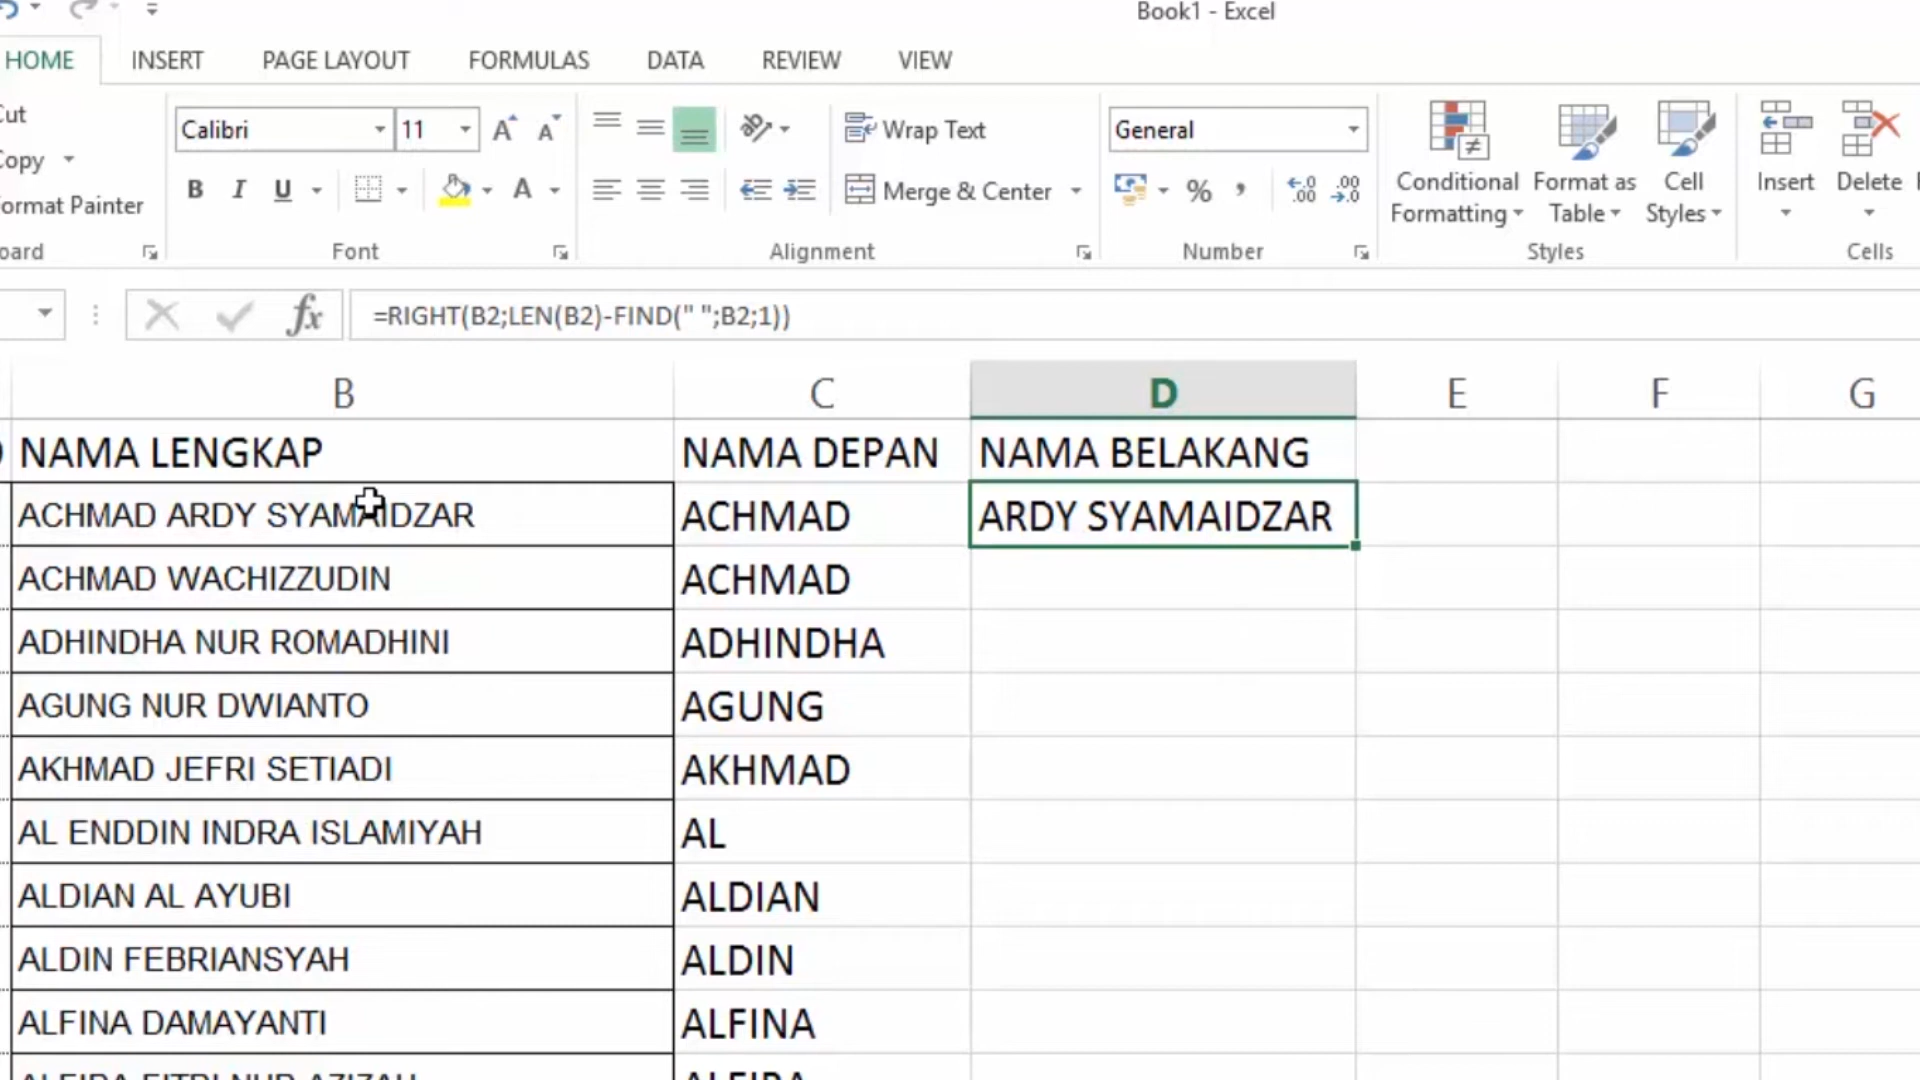 Book1 - Excel
HOME INSERT PAGE LAYOUT FORMULAS DATA REVIEW VIEW
Calibri 11 Wrap Text General
B I U A Merge & Center % , Conditional Formatting Format as Table Cell Styles Insert Delete
Format Painter
Font Alignment Number Styles Cells
fx =RIGHT(B2;LEN(B2)-FIND(" ";B2;1))
B C D E F G
NAMA LENGKAP NAMA DEPAN NAMA BELAKANG
ACHMAD ARDY SYAMAIDZAR ACHMAD ARDY SYAMAIDZAR
ACHMAD WACHIZZUDIN ACHMAD
ADHINDHA NUR ROMADHINI ADHINDHA
AGUNG NUR DWIANTO AGUNG
AKHMAD JEFRI SETIADI AKHMAD
AL ENDDIN INDRA ISLAMIYAH AL
ALDIAN AL AYUBI ALDIAN
ALDIN FEBRIANSYAH ALDIN
ALFINA DAMAYANTI ALFINA